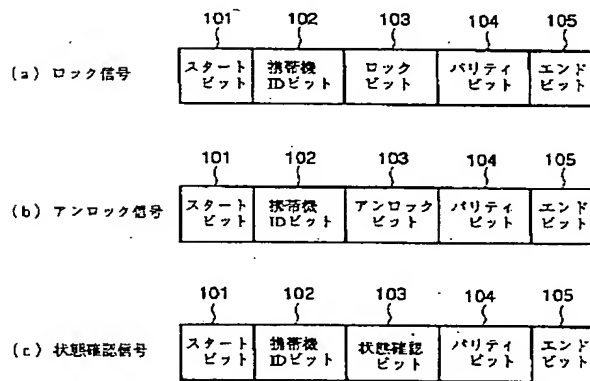 101 102 103 104 105
(a) ロック信号
スタート 携帯機 ロック パリティ エンド
ビット IDビット ビット ビット ビット
101 102 103 104 105
(b) アンロック信号
スタート 携帯機 アンロック パリティ エンド
ビット IDビット ビット ビット ビット
101 102 103 104 105
(c) 状態確認信号
スタート 携帯機 状態確認 パリティ エンド
ビット IDビット ビット ビット ビット